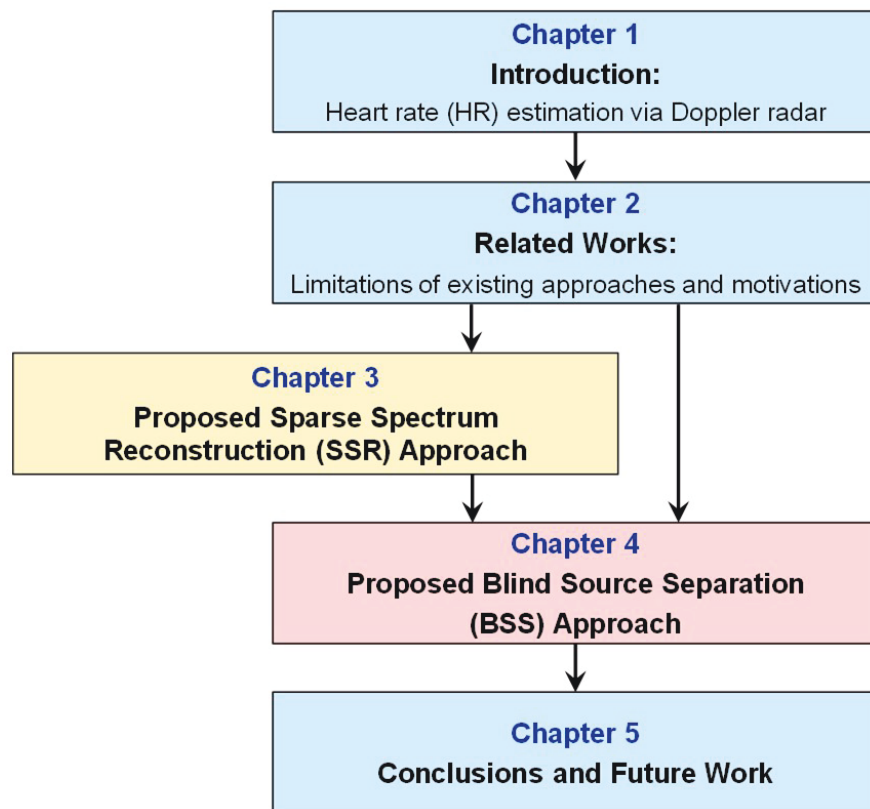 Chapter 1
Introduction:
Heart rate (HR) estimation via Doppler radar
Chapter 2
Related Works:
Limitations of existing approaches and motivations
Chapter 3
Proposed Sparse Spectrum
Reconstruction (SSR) Approach
Chapter 4
Proposed Blind Source Separation
(BSS) Approach
Chapter 5
Conclusions and Future Work